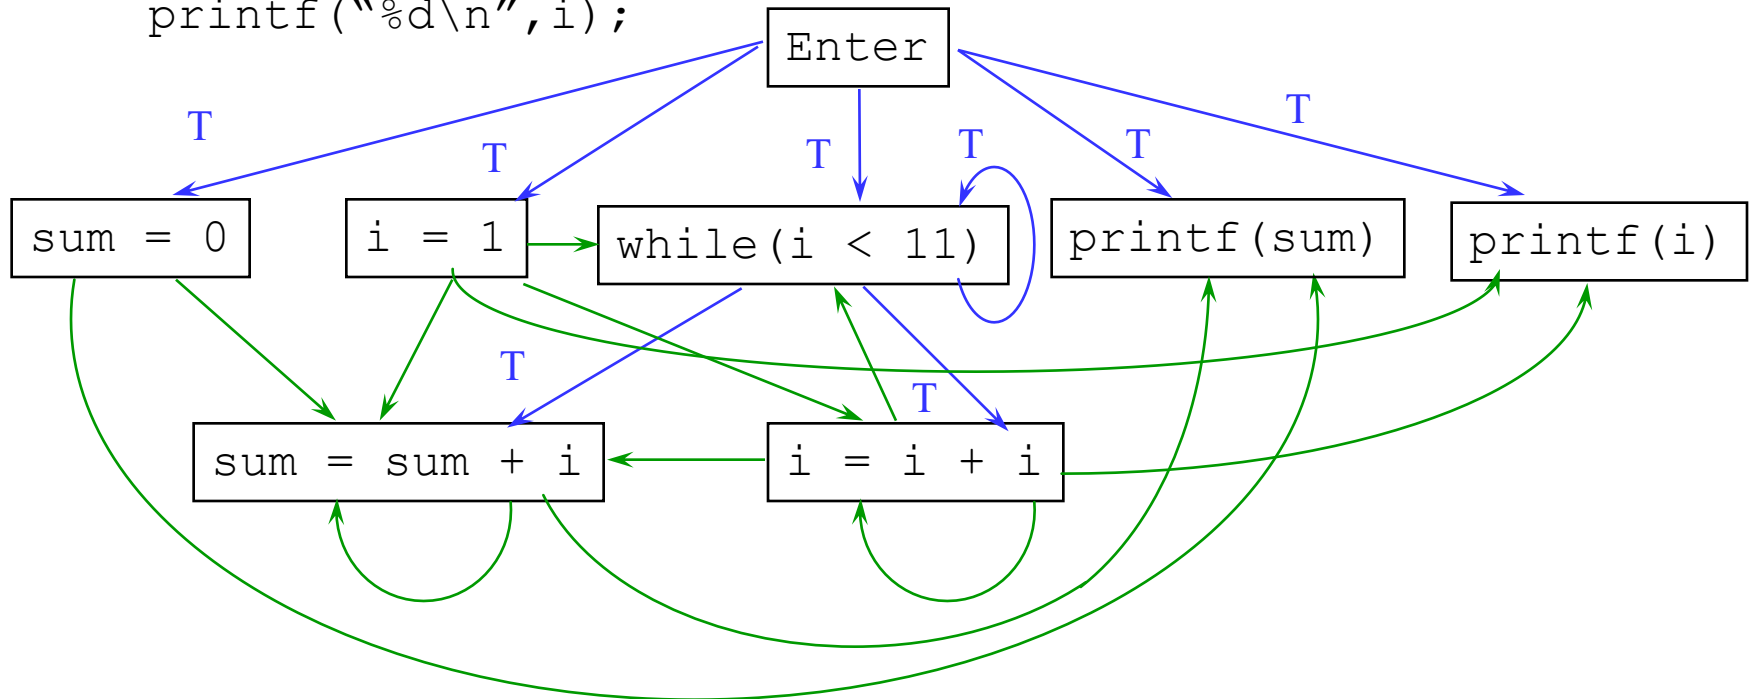 printf(“%d\n”,i);
Enter
T
T
T
T
T
T
sum = 0
i = 1
while(i < 11)
printf(sum)
printf(i)
T
T
sum = sum + i
i = i + i